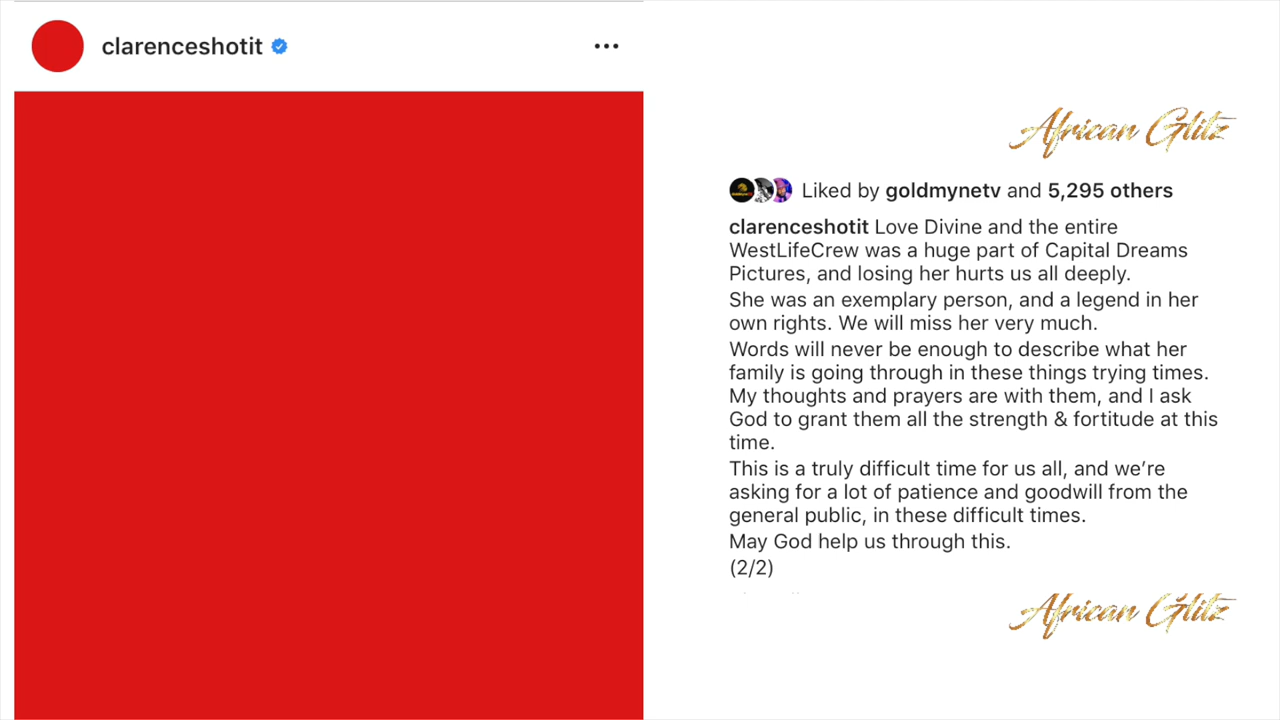 clarenceshotit
African Glitz
Liked by goldmynetv and 5,295 others
clarenceshotit Love Divine and the entire
WestLifeCrew was a huge part of Capital Dreams
Pictures, and losing her hurts us all deeply.
She was an exemplary person, and a legend in her
own rights. We will miss her very much.
Words will never be enough to describe what her
family is going through in these things trying times.
My thoughts and prayers are with them, and I ask
God to grant them all the strength & fortitude at this
time.
This is a truly difficult time for us all, and we’re
asking for a lot of patience and goodwill from the
general public, in these difficult times.
May God help us through this.
(2/2)
African Glitz